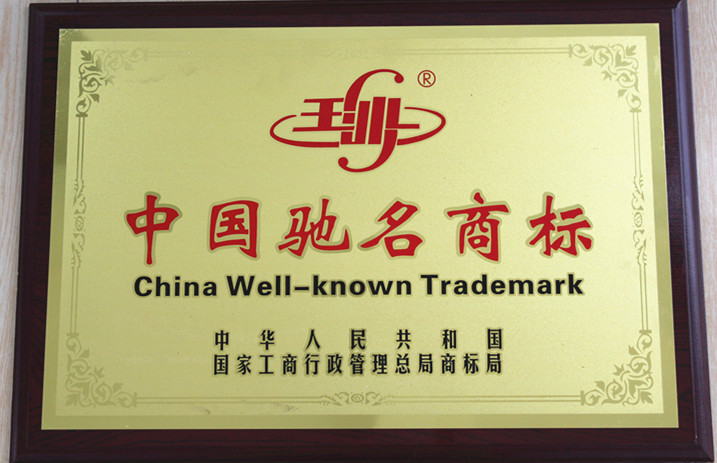 ®
中国驰名商标
China Well-known Trademark
中华人民共和国
国家工商行政管理总局商标局